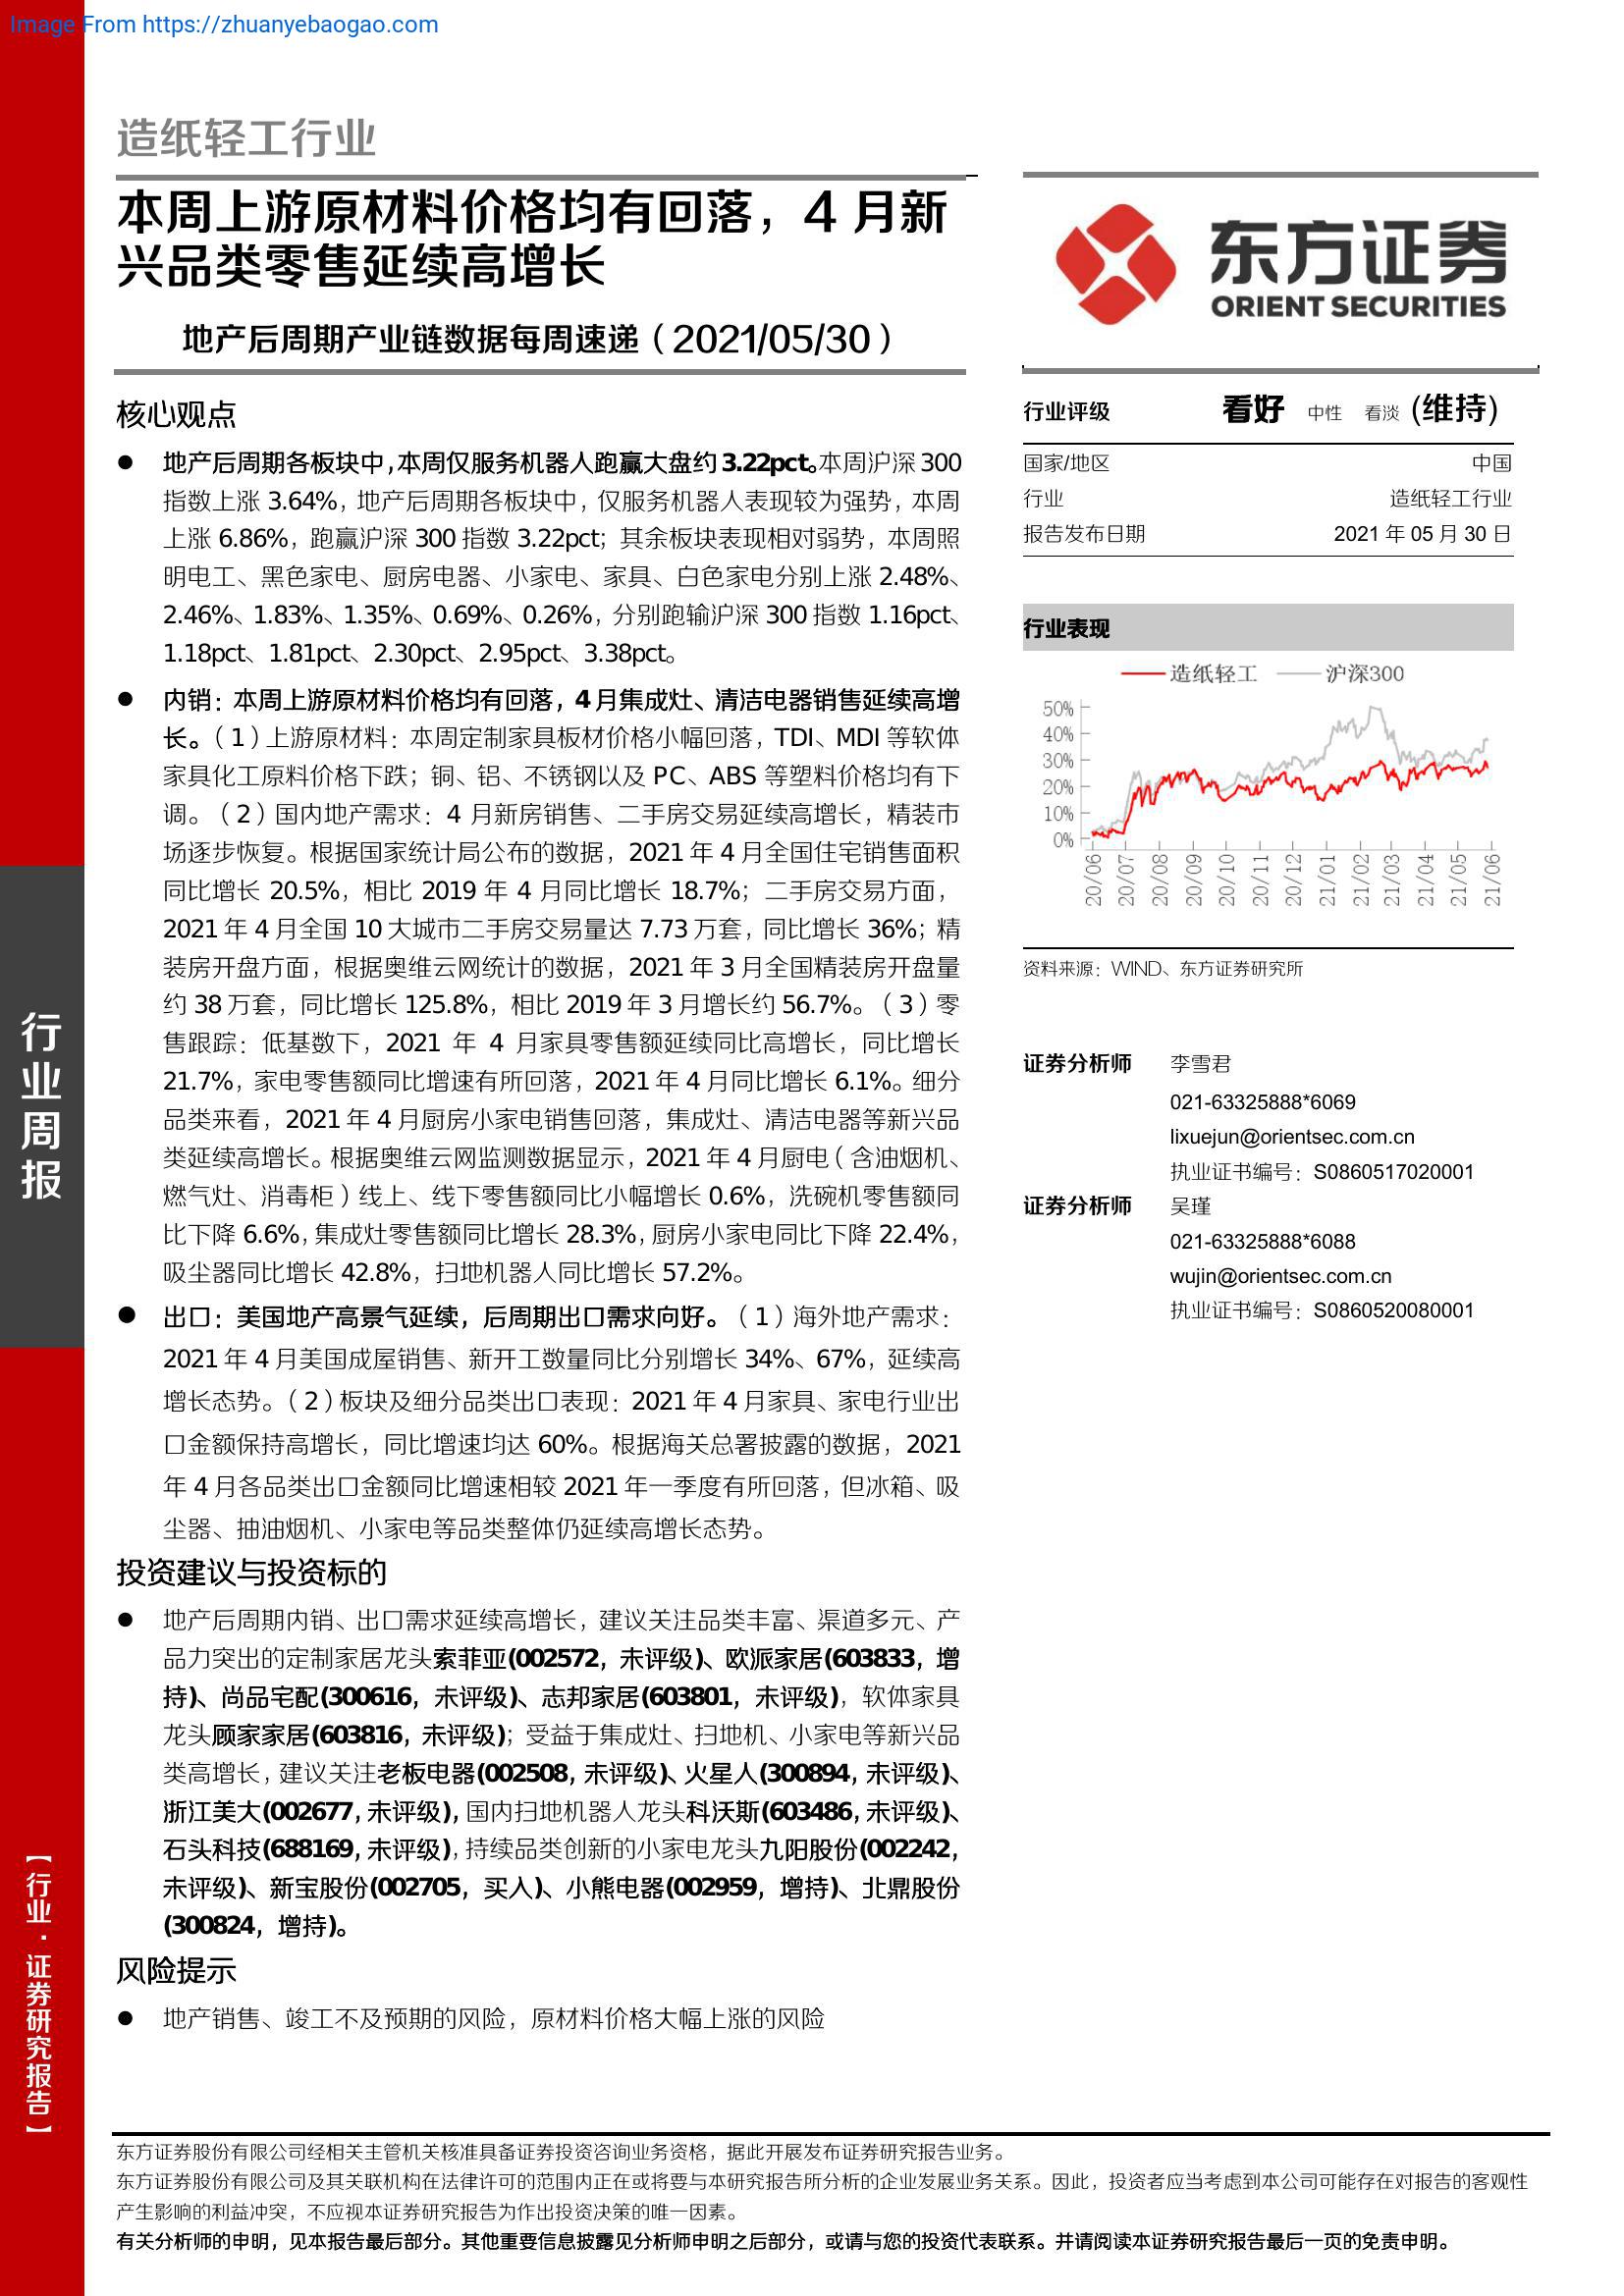 Image From https://zhuanyebaogao.com
造纸轻工行业
本周上游原材料价格均有回落，4 月新
兴品类零售延续高增长
地产后周期产业链数据每周速递（2021/05/30）
核心观点
● 地产后周期各板块中，本周仅服务机器人跑赢大盘约 3.22pct。本周沪深 300
指数上涨 3.64%，地产后周期各板块中，仅服务机器人表现较为强势，本周
上涨 6.86%，跑赢沪深 300 指数 3.22pct；其余板块表现相对弱势，本周照
明电工、黑色家电、厨房电器、小家电、家具、白色家电分别上涨 2.48%、
2.46%、1.83%、1.35%、0.69%、0.26%，分别跑输沪深 300 指数 1.16pct、
1.18pct、1.81pct、2.30pct、2.95pct、3.38pct。
● 内销：本周上游原材料价格均有回落，4 月集成灶、清洁电器销售延续高增
长。（1）上游原材料：本周定制家具板材价格小幅回落，TDI、MDI 等软体
家具化工原料价格下跌；铜、铝、不锈钢以及 PC、ABS 等塑料价格均有下
调。（2）国内地产需求：4 月新房销售、二手房交易延续高增长，精装市
场逐步恢复。根据国家统计局公布的数据，2021 年 4 月全国住宅销售面积
同比增长 20.5%，相比 2019 年 4 月同比增长 18.7%；二手房交易方面，
2021 年 4 月全国 10 大城市二手房交易量达 7.73 万套，同比增长 36%；精
装房开盘方面，根据奥维云网统计的数据，2021 年 3 月全国精装房开盘量
约 38 万套，同比增长 125.8%，相比 2019 年 3 月增长约 56.7%。（3）零
售跟踪：低基数下，2021 年 4 月家具零售额延续同比高增长，同比增长
21.7%，家电零售额同比增速有所回落，2021 年 4 月同比增长 6.1%。细分
品类来看，2021 年 4 月厨房小家电销售回落，集成灶、清洁电器等新兴品
类延续高增长。根据奥维云网监测数据显示，2021 年 4 月厨电（含油烟机、
燃气灶、消毒柜）线上、线下零售额同比小幅增长 0.6%，洗碗机零售额同
比下降 6.6%，集成灶零售额同比增长 28.3%，厨房小家电同比下降 22.4%，
吸尘器同比增长 42.8%，扫地机器人同比增长 57.2%。
● 出口：美国地产高景气延续，后周期出口需求向好。（1）海外地产需求：
2021 年 4 月美国成屋销售、新开工数量同比分别增长 34%、67%，延续高
增长态势。（2）板块及细分品类出口表现：2021 年 4 月家具、家电行业出
口金额保持高增长，同比增速均达 60%。根据海关总署披露的数据，2021
年 4 月各品类出口金额同比增速相较 2021 年一季度有所回落，但冰箱、吸
尘器、抽油烟机、小家电等品类整体仍延续高增长态势。
投资建议与投资标的
● 地产后周期内销、出口需求延续高增长，建议关注品类丰富、渠道多元、产
品力突出的定制家居龙头索菲亚(002572，未评级)、欧派家居(603833，增
持)、尚品宅配(300616，未评级)、志邦家居(603801，未评级)，软体家具
龙头顾家家居(603816，未评级)；受益于集成灶、扫地机、小家电等新兴品
类高增长，建议关注老板电器(002508，未评级)、火星人(300894，未评级)、
浙江美大(002677，未评级)，国内扫地机器人龙头科沃斯(603486，未评级)、
石头科技(688169，未评级)，持续品类创新的小家电龙头九阳股份(002242，
未评级)、新宝股份(002705，买入)、小熊电器(002959，增持)、北鼎股份
(300824，增持)。
风险提示
● 地产销售、竣工不及预期的风险，原材料价格大幅上涨的风险
东方证券
ORIENT SECURITIES
行业评级 看好 中性 看淡 (维持)
国家/地区 中国
行业 造纸轻工行业
报告发布日期 2021 年 05 月 30 日
行业表现
造纸轻工 沪深300
50%
40%
30%
20%
10%
0%
20/06 20/07 20/08 20/09 20/10 20/11 20/12 21/01 21/02 21/03 21/04 21/05 21/06
资料来源：WIND、东方证券研究所
证券分析师 李雪君
021-63325888*6069
lixuejun@orientsec.com.cn
执业证书编号：S0860517020001
证券分析师 吴瑾
021-63325888*6088
wujin@orientsec.com.cn
执业证书编号：S0860520080001
行业周报
【行业·证券研究报告】
东方证券股份有限公司经相关主管机关核准具备证券投资咨询业务资格，据此开展发布证券研究报告业务。
东方证券股份有限公司及其关联机构在法律许可的范围内正在或将要与本研究报告所分析的企业发展业务关系。因此，投资者应当考虑到本公司可能存在对报告的客观性
产生影响的利益冲突，不应视本证券研究报告为作出投资决策的唯一因素。
有关分析师的申明，见本报告最后部分。其他重要信息披露见分析师申明之后部分，或请与您的投资代表联系。并请阅读本证券研究报告最后一页的免责申明。